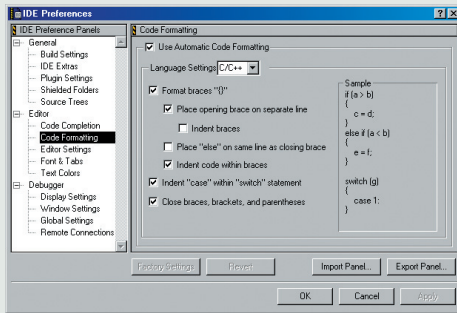 IDE Preferences
IDE Preference Panels
General
Build Settings
IDE Extras
Plugin Settings
Shielded Folders
Source Trees
Editor
Code Completion
Code Formatting
Editor Settings
Font & Tabs
Text Colors
Debugger
Display Settings
Window Settings
Global Settings
Remote Connections
Code Formatting
Use Automatic Code Formatting
Language Settings C/C++
Format braces "{}"
Place opening brace on separate line
Indent braces
Place "else" on same line as closing brace
Indent code within braces
Indent "case" within "switch" statement
Close braces, brackets, and parentheses
Sample
if (a > b)
{
c = d;
}
else if (a < b)
{
e = f;
}
switch (g)
{
case 1:
}
Factory Settings
Revert
Import Panel...
Export Panel...
OK
Cancel
Apply